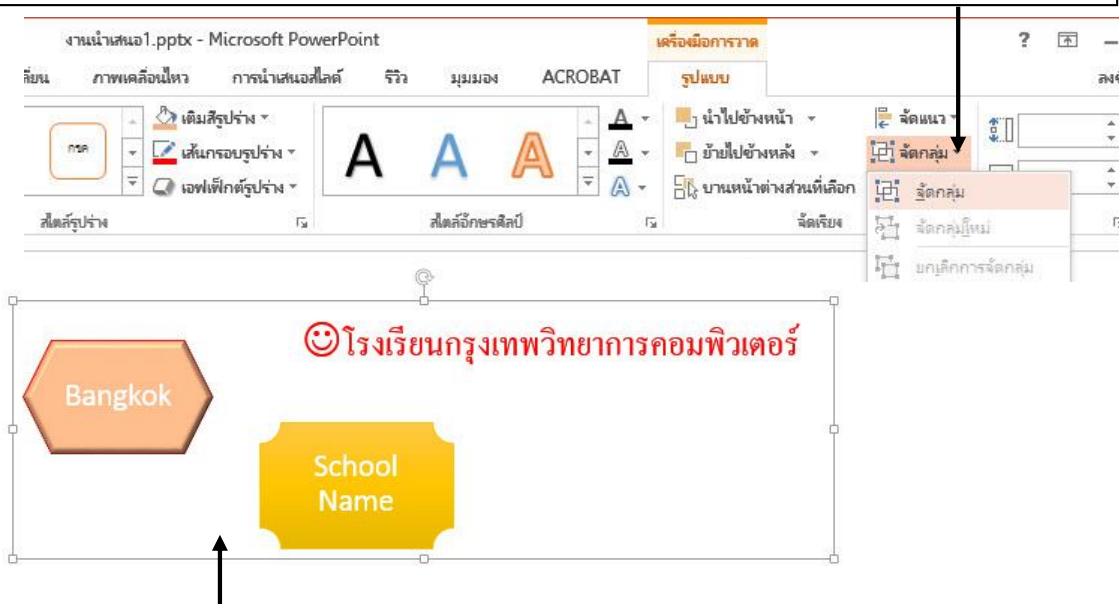 งานนำเสนอ1.pptx - Microsoft PowerPoint
เครื่องมือการวาด
?
ภาพเคลื่อนไหว การนำเสนอสไลด์ รีวิว มุมมอง ACROBAT รูปแบบ
กขค
เติมสีรูปร่าง
เส้นกรอบรูปร่าง
เอฟเฟ็กต์รูปร่าง
สไตล์รูปร่าง
A A A
A
A
A
สไตล์อักษรศิลป์
นำไปข้างหน้า
ย้ายไปข้างหลัง
บานหน้าต่างส่วนที่เลือก
จัดเรียง
จัดแนว
จัดกลุ่ม
จัดกลุ่ม
จัดกลุ่มใหม่
ยกเลิกการจัดกลุ่ม
โรงเรียนกรุงเทพวิทยาการคอมพิวเตอร์
Bangkok
School
Name